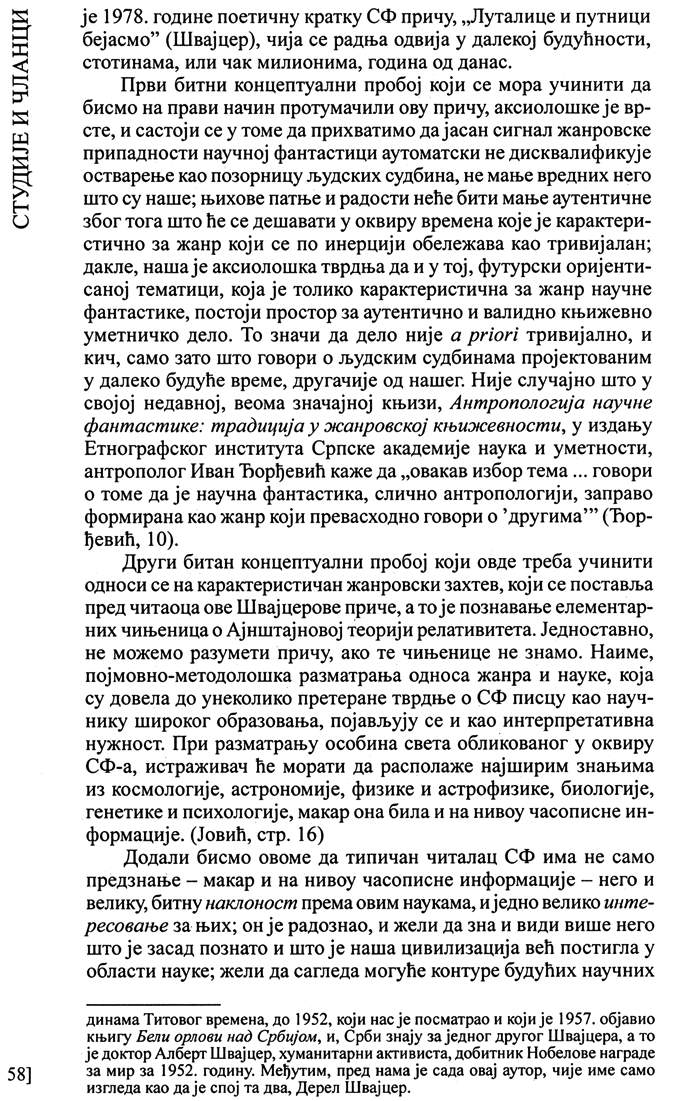 СТУДИЈЕ И ЧЛАНЦИ
је 1978. године поетичну кратку СФ причу, „Луталице и путници
бејасмо” (Швајцер), чија се радња одвија у далекој будућности,
стотинама, или чак милионима, година од данас.
Први битни концептуални пробој који се мора учинити да
бисмо на прави начин протумачили ову причу, аксиолошке је вр-
сте, и састоји се у томе да прихватимо да јасан сигнал жанровске
припадности научној фантастици аутоматски не дисквалификује
остварење као позорницу људских судбина, не мање вредних него
што су наше; њихове патње и радости неће бити мање аутентичне
због тога што ће се дешавати у оквиру времена које је карактери-
стично за жанр који се по инерцији обележава као тривијалан;
дакле, наша је аксиолошка тврдња да и у тој, футурски оријенти-
саној тематици, која је толико карактеристична за жанр научне
фантастике, постоји простор за аутентично и валидно књижевно
уметничко дело. То значи да дело није a priori тривијално, и
кич, само зато што говори о људским судбинама пројектованим
у далеко будуће време, другачије од нашег. Није случајно што у
својој недавној, веома значајној књизи, Антропологија научне
фантастике: традиција у жанровској књижевности, у издању
Етнографског института Српске академије наука и уметности,
антрополог Иван Ђорђевић каже да „овакав избор тема ... говори
о томе да је научна фантастика, слично антропологији, заправо
формирана као жанр који превасходно говори о ’другима’” (Ђор-
ђевић, 10).
Други битан концептуални пробој који овде треба учинити
односи се на карактеристичан жанровски захтев, који се поставља
пред читаоца ове Швајцерове приче, а то је познавање елементар-
них чињеница о Ајнштајновој теорији релативитета. Једноставно,
не можемо разумети причу, ако те чињенице не знамо. Наиме,
појмовно-методолошка разматрања односа жанра и науке, која
су довела до унеколико претеране тврдње о СФ писцу као науч-
нику широког образовања, појављују се и као интерпретативна
нужност. При разматрању особина света обликованог у оквиру
СФ-а, истраживач ће морати да располаже најширим знањима
из космологије, астрономије, физике и астрофизике, биологије,
генетике и психологије, макар она била и на нивоу часописне ин-
формације. (Јовић, стр. 16)
Додали бисмо овоме да типичан читалац СФ има не само
предзнање – макар и на нивоу часописне информације – него и
велику, битну наклоност према овим наукама, и једно велико инте-
ресовање за њих; он је радознао, и жели да зна и види више него
што је засад познато и што је наша цивилизација већ постигла у
области науке; жели да сагледа могуће контуре будућих научних
динама Титовог времена, до 1952, који нас је посматрао и који је 1957. објавио
књигу Бели орлови над Србијом, и, Срби знају за једног другог Швајцера, а то
је доктор Алберт Швајцер, хуманитарни активиста, добитник Нобелове награде
за мир за 1952. годину. Међутим, пред нама је сада овај аутор, чије име само
изгледа као да је спој та два, Дерел Швајцер.
58]